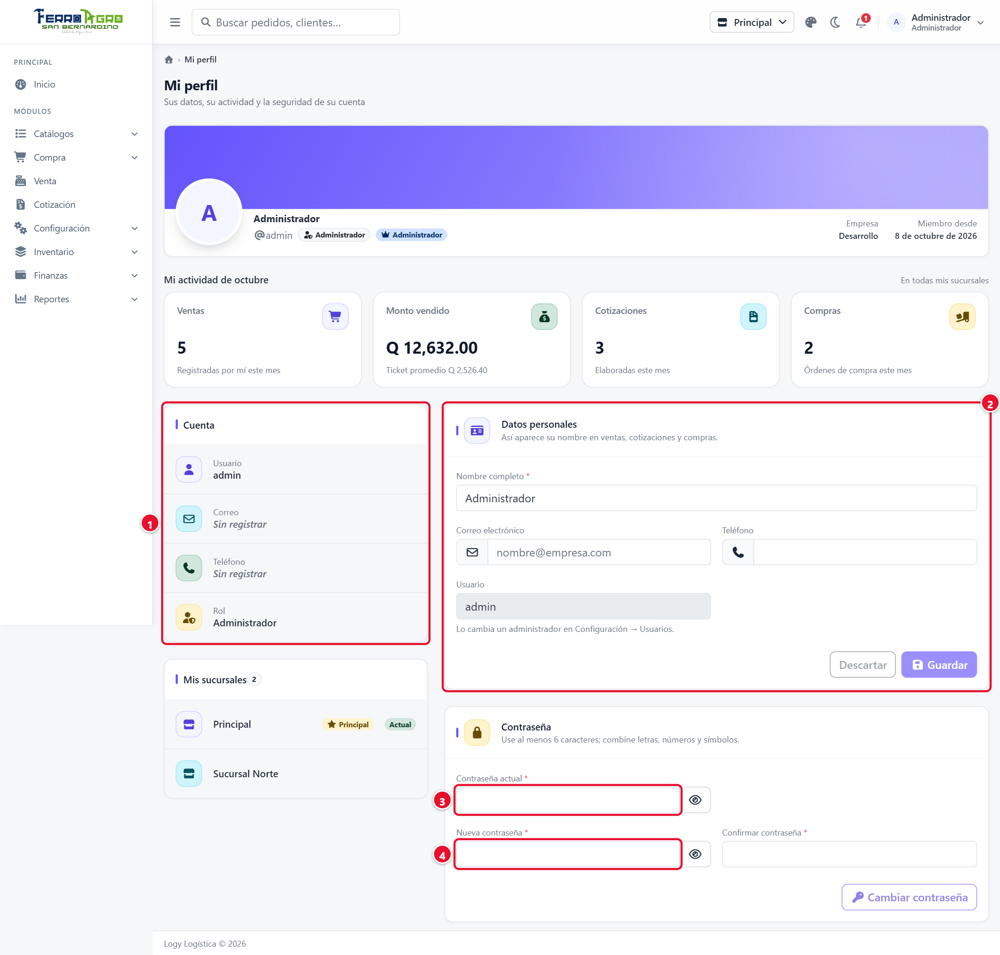 FERRO AGRO
SAN BERNARDINO
Buscar pedidos, clientes...
Principal
1
A
Administrador
Administrador
PRINCIPAL
Inicio
MÓDULOS
Catálogos
Compra
Venta
Cotización
Configuración
Inventario
Finanzas
Reportes
› Mi perfil
Mi perfil
Sus datos, su actividad y la seguridad de su cuenta
A
Administrador
@admin Administrador Administrador
Empresa
Desarrollo
Miembro desde
8 de octubre de 2026
Mi actividad de octubre
En todas mis sucursales
Ventas
5
Registradas por mí este mes
Monto vendido
Q 12,632.00
Ticket promedio Q 2,526.40
Cotizaciones
3
Elaboradas este mes
Compras
2
Órdenes de compra este mes
1
Cuenta
Usuario
admin
Correo
Sin registrar
Teléfono
Sin registrar
Rol
Administrador
Mis sucursales 2
Principal Principal Actual
Sucursal Norte
2
Datos personales
Así aparece su nombre en ventas, cotizaciones y compras.
Nombre completo *
Administrador
Correo electrónico
nombre@empresa.com
Teléfono
Usuario
admin
Lo cambia un administrador en Configuración → Usuarios.
Descartar
Guardar
Contraseña
Use al menos 6 caracteres; combine letras, números y símbolos.
Contraseña actual *
3
Nueva contraseña *
4
Confirmar contraseña *
Cambiar contraseña
Logy Logística © 2026